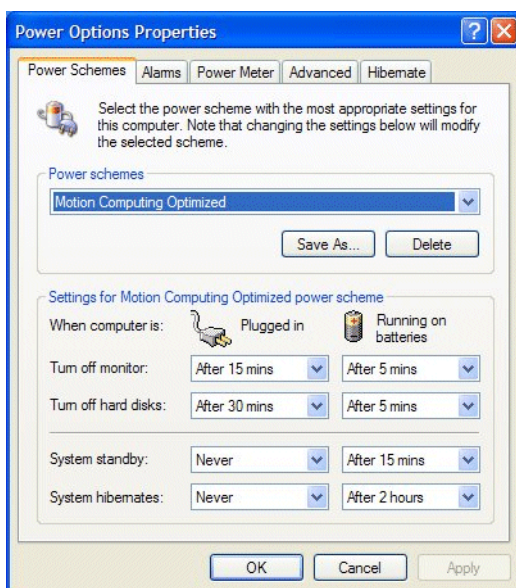 Power Options Properties
Power Schemes Alarms Power Meter Advanced Hibernate
Select the power scheme with the most appropriate settings for
this computer. Note that changing the settings below will modify
the selected scheme.
Power schemes
Motion Computing Optimized
Save As... Delete
Settings for Motion Computing Optimized power scheme
When computer is: Plugged in Running on
batteries
Turn off monitor: After 15 mins After 5 mins
Turn off hard disks: After 30 mins After 5 mins
System standby: Never After 15 mins
System hibernates: Never After 2 hours
OK Cancel Apply